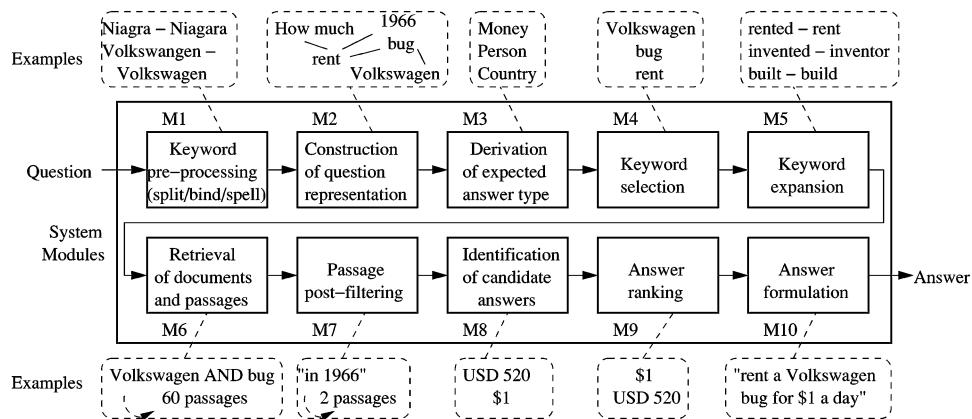 Examples
Niagra – Niagara
Volkswangen –
Volkswagen
How much
1966
bug
rent
Volkswagen
Money
Person
Country
Volkswagen
bug
rent
rented – rent
invented – inventor
built – build
M1
M2
M3
M4
M5
Question
Keyword
pre–processing
(split/bind/spell)
Construction
of question
representation
Derivation
of expected
answer type
Keyword
selection
Keyword
expansion
System
Modules
Retrieval
of documents
and passages
Passage
post–filtering
Identification
of candidate
answers
Answer
ranking
Answer
formulation
Answer
M6
M7
M8
M9
M10
Examples
Volkswagen AND bug
60 passages
"in 1966"
2 passages
USD 520
$1
$1
USD 520
"rent a Volkswagen
bug for $1 a day"